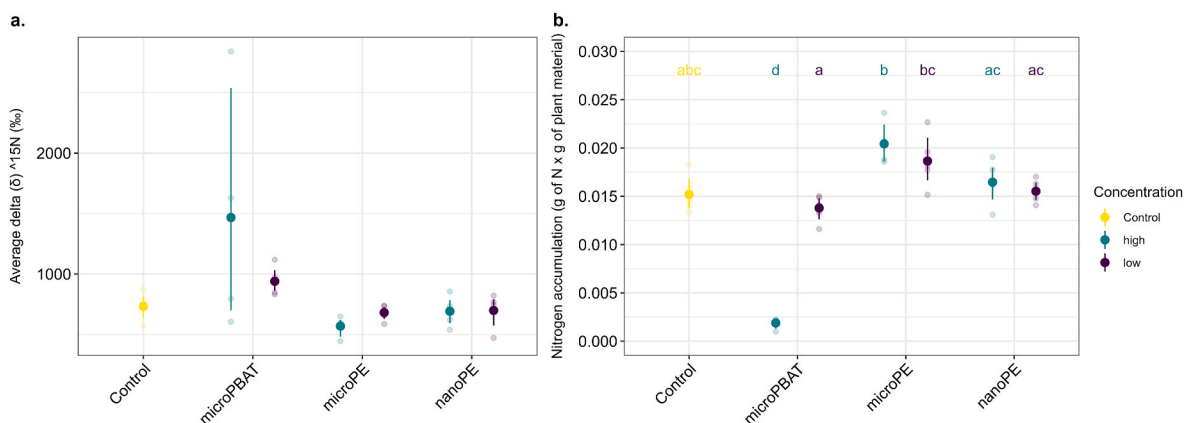 a.
Average delta (δ) ^15N (‰)
2000
1000
Control
microPBAT
microPE
nanoPE
b.
Nitrogen accumulation (g of N x g of plant material)
0.030
0.025
0.020
0.015
0.010
0.005
0.000
abc d a b bc ac ac
Control
microPBAT
microPE
nanoPE
Concentration
Control
high
low